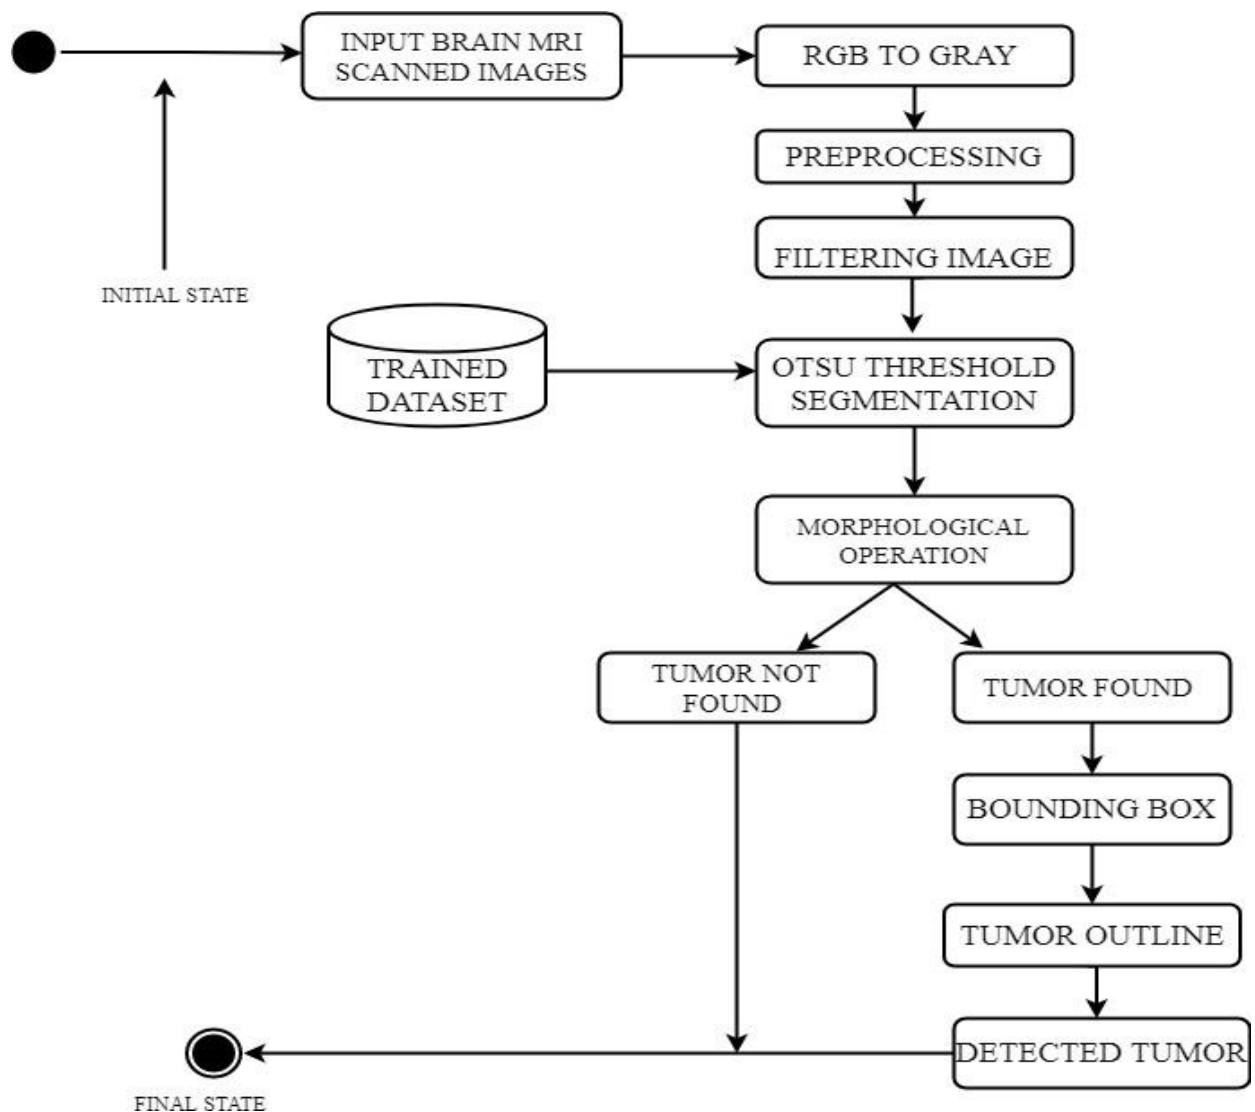 INPUT BRAIN MRI
SCANNED IMAGES
RGB TO GRAY
PREPROCESSING
FILTERING IMAGE
INITIAL STATE
TRAINED
DATASET
OTSU THRESHOLD
SEGMENTATION
MORPHOLOGICAL
OPERATION
TUMOR NOT
FOUND
TUMOR FOUND
BOUNDING BOX
TUMOR OUTLINE
DETECTED TUMOR
FINAL STATE